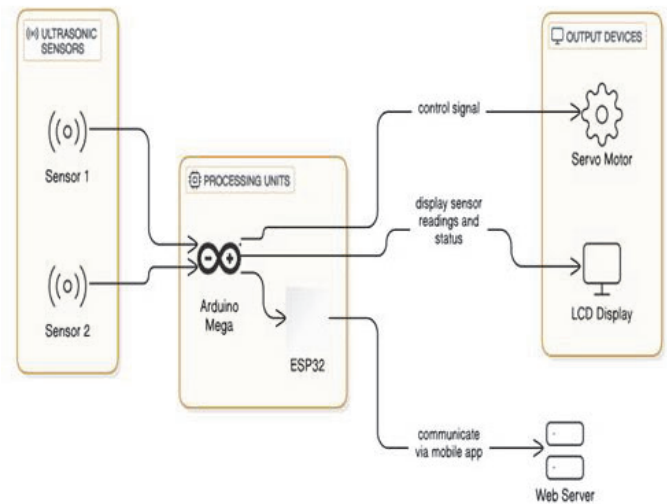 ULTRASONIC
SENSORS
Sensor 1
Sensor 2
PROCESSING UNITS
Arduino
Mega
ESP32
control signal
display sensor
readings and
status
communicate
via mobile app
OUTPUT DEVICES
Servo Motor
LCD Display
Web Server